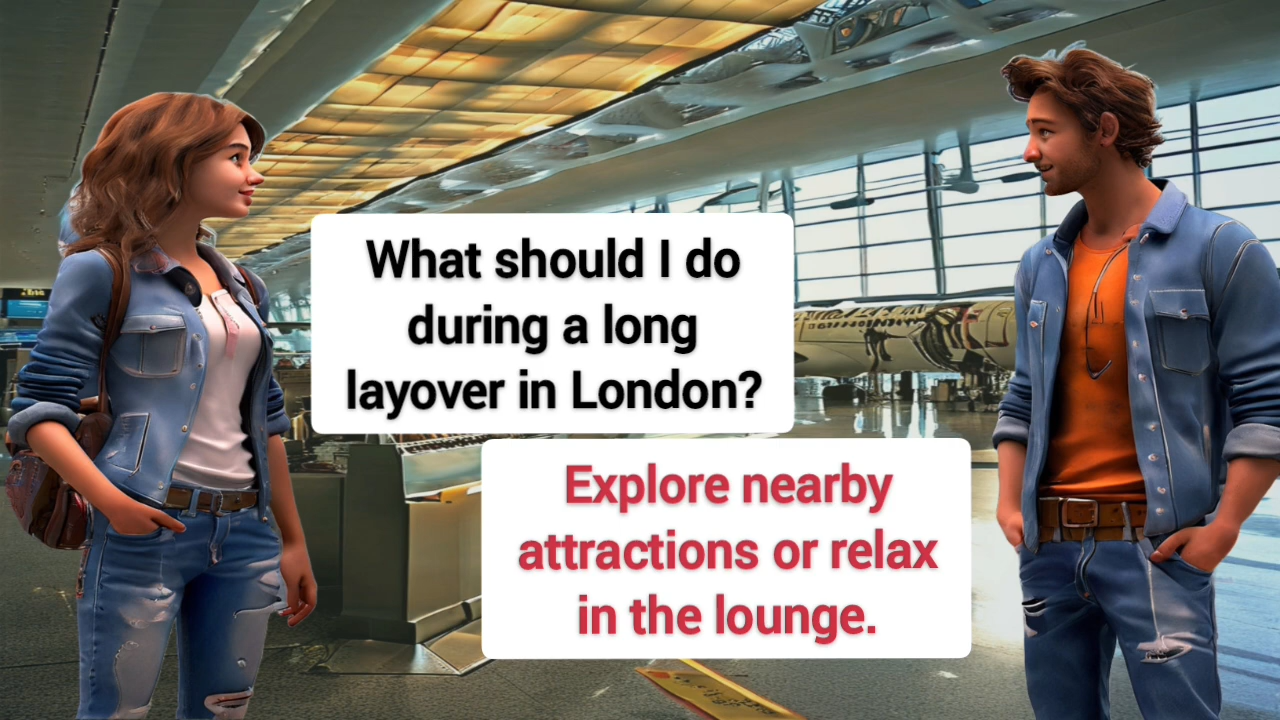 What should I do
during a long
layover in London?
Explore nearby
attractions or relax
in the lounge.